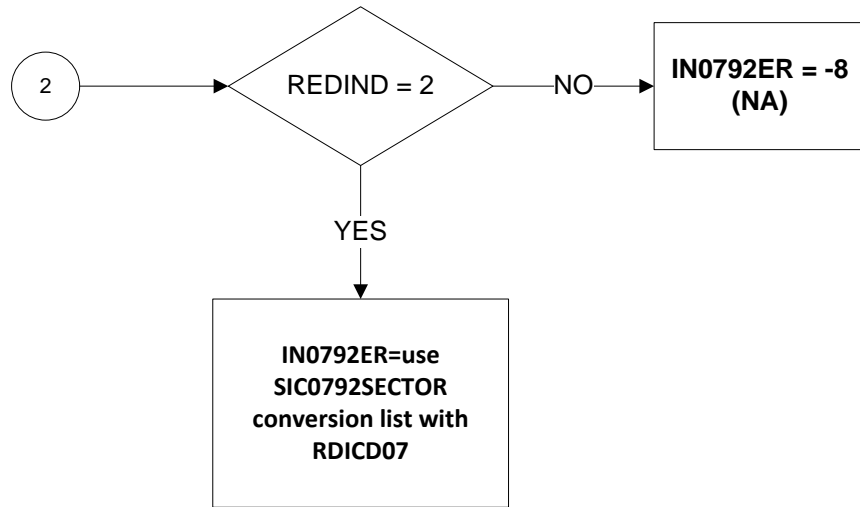 2
REDIND = 2
NO
IN0792ER = -8
(NA)
YES
IN0792ER=use
SIC0792SECTOR
conversion list with
RDICD07